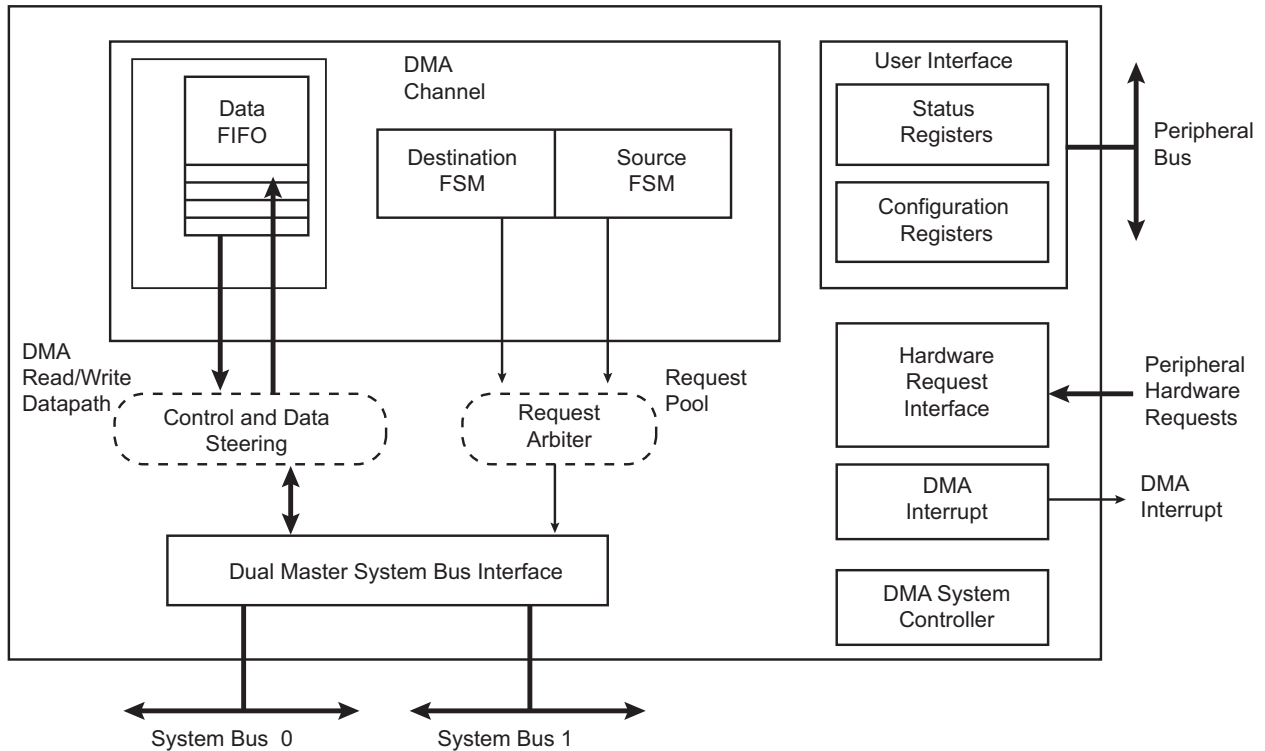 DMA
Channel
Data
FIFO
Destination
FSM
Source
FSM
User Interface
Status
Registers
Configuration
Registers
Peripheral
Bus
DMA
Read/Write
Datapath
Control and Data
Steering
Request
Arbiter
Request
Pool
Hardware
Request
Interface
Peripheral
Hardware
Requests
DMA
Interrupt
DMA
Interrupt
Dual Master System Bus Interface
DMA System
Controller
System Bus 0
System Bus 1